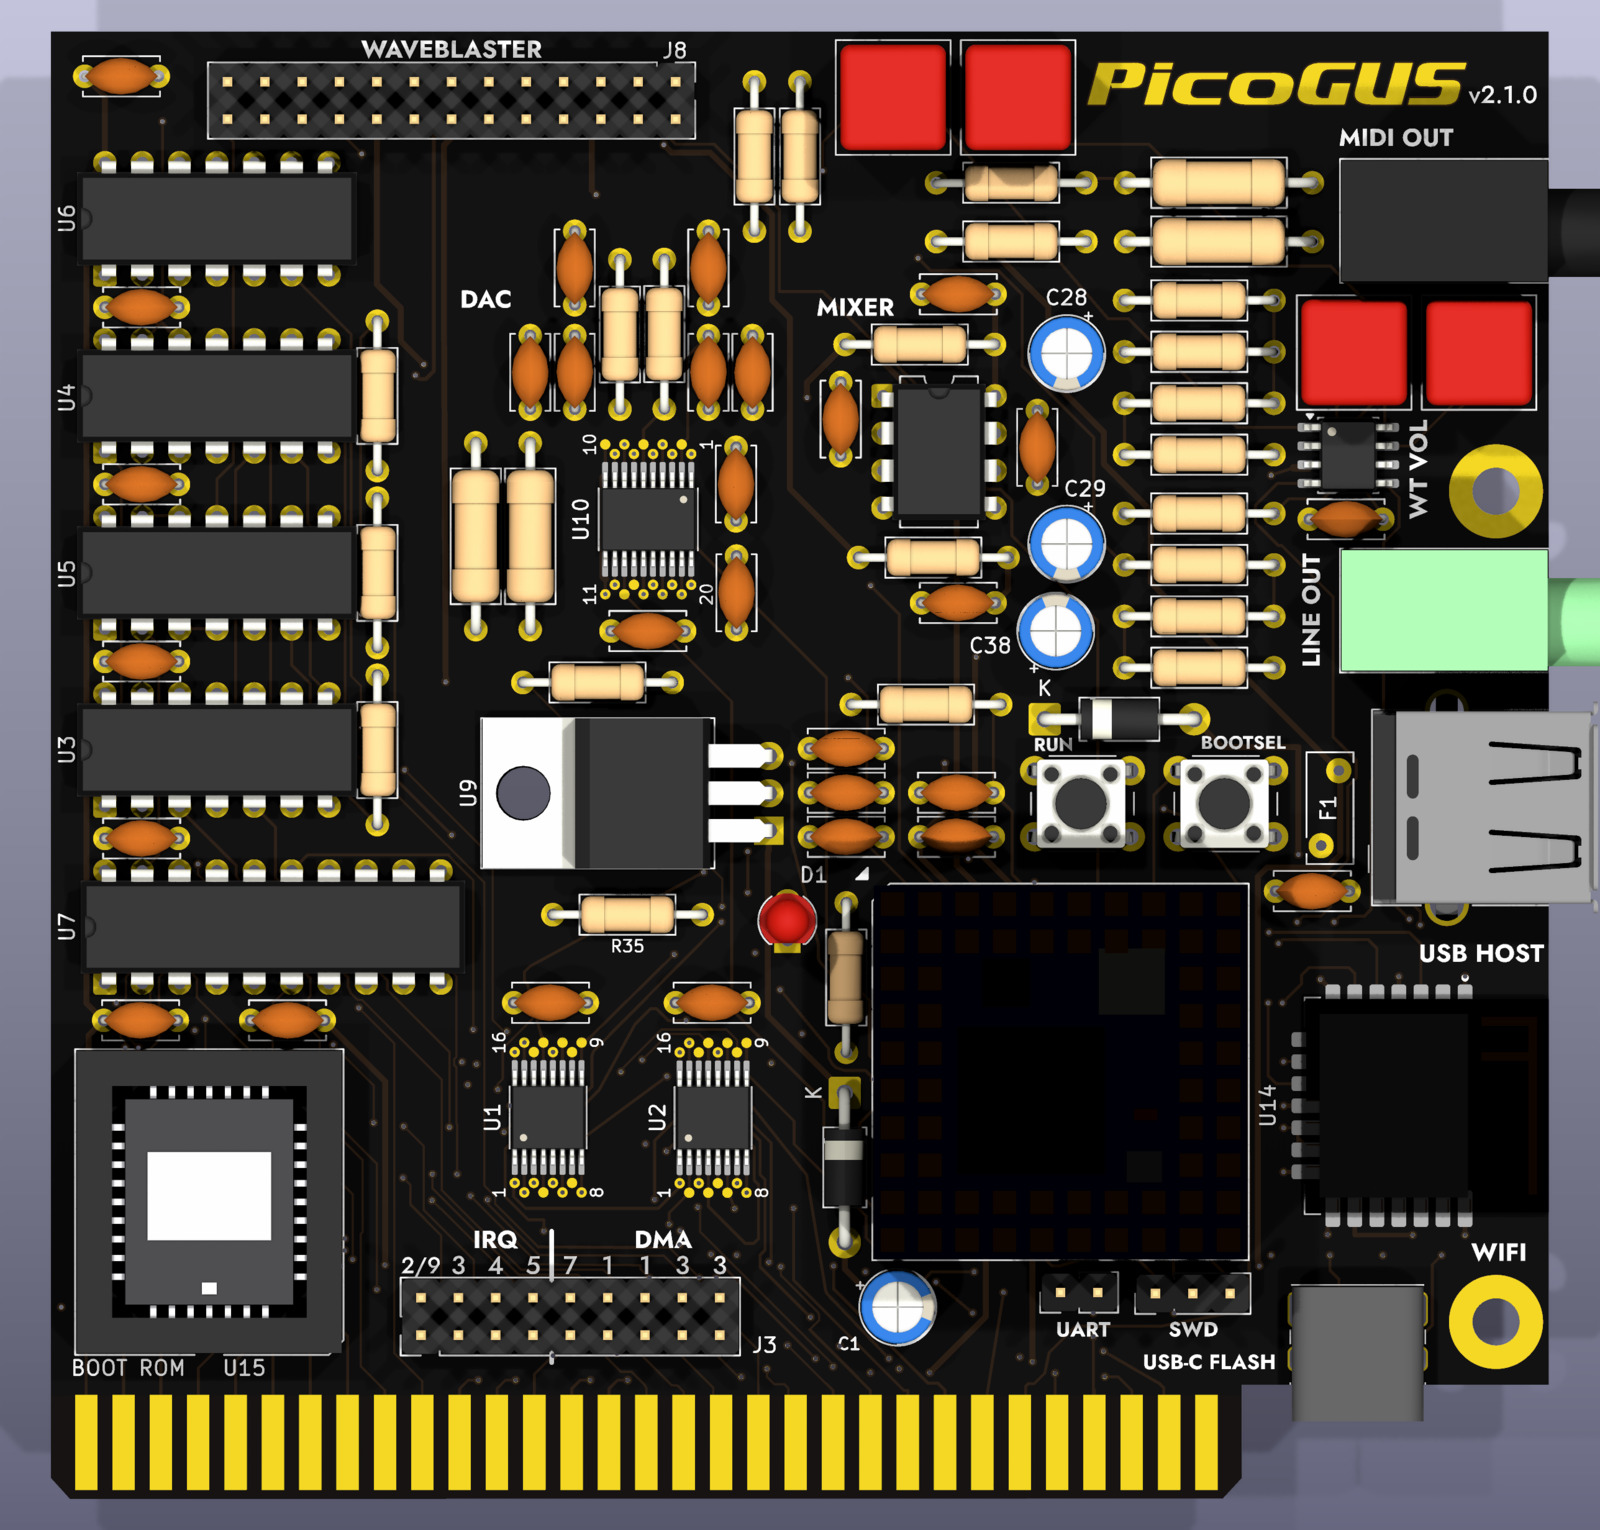 WAVEBLASTER
J8
PicoGUS v2.1.0
MIDI OUT
U6
DAC
MIXER
C28
+
U4
WT VOL
10
1
U10
C29
+
U5
11
20
LINE OUT
C38
+
K
RUN
BOOTSEL
U3
U9
F1
D1
U7
R35
USB HOST
16
9
16
9
K
U1
U2
U14
1
8
1
8
IRQ
DMA
WIFI
2/9 3 4 5 7 1 1 3 3
+
J3
C1
UART
SWD
BOOT ROM
U15
USB-C FLASH